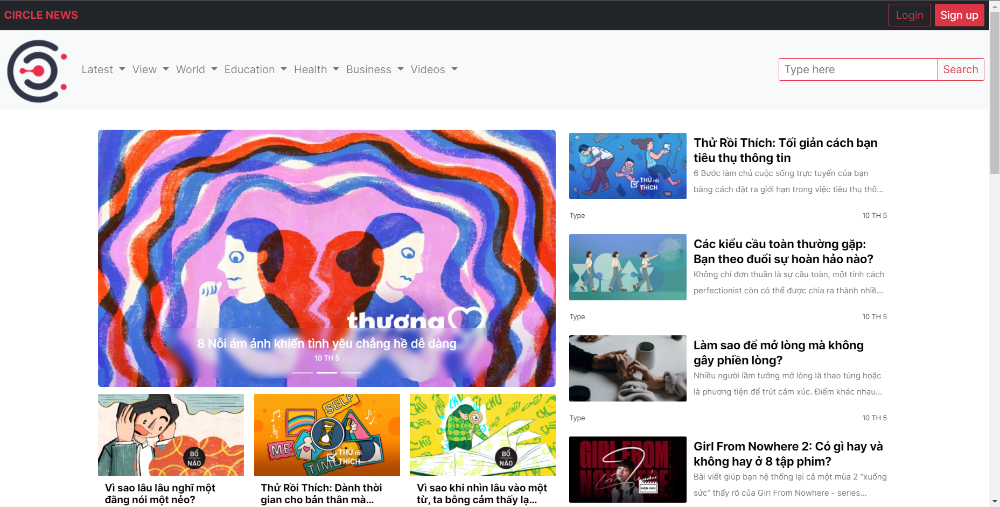 CIRCLE NEWS
Login
Sign up
Latest
View
World
Education
Health
Business
Videos
Type here
Search
thương
8 Nỗi ám ảnh khiến tình yêu chẳng hề dễ dàng
10 TH 5
THỬ rồi
THÍCH
Thử Rồi Thích: Tối giản cách bạn
tiêu thụ thông tin
6 Bước làm chủ cuộc sống trực tuyến của bạn
bằng cách đặt ra giới hạn trong việc tiêu thụ thô...
Type
10 TH 5
Các kiểu cầu toàn thường gặp:
Bạn theo đuổi sự hoàn hảo nào?
Không chỉ đơn thuần là sự cầu toàn, một tính cách
perfectionist còn có thể được chia ra thành nhiề...
Type
10 TH 5
Làm sao để mở lòng mà không
gây phiền lòng?
Nhiều người lầm tưởng mở lòng là thao túng hoặc
là phương tiện để trút cảm xúc. Điểm khác nhau...
Type
10 TH 5
GIRL FROM
NOWHERE
2
ĐIỆN ẢNH
Girl From Nowhere 2: Có gì hay và
không hay ở 8 tập phim?
Bài viết giúp bạn hệ thống lại cả một mùa 2 “xuống
sức” thấy rõ của Girl From Nowhere - series...
BỔ
NÃO
Vì sao lâu lâu nghĩ một
đằng nói một nẻo?
SELF
ME
TIME
THỬ rồi
THÍCH
Thử Rồi Thích: Dành thời
gian cho bản thân mà...
CHỮ
BỔ
NÃO
Vì sao khi nhìn lâu vào một
từ, ta bỗng cảm thấy lạ...